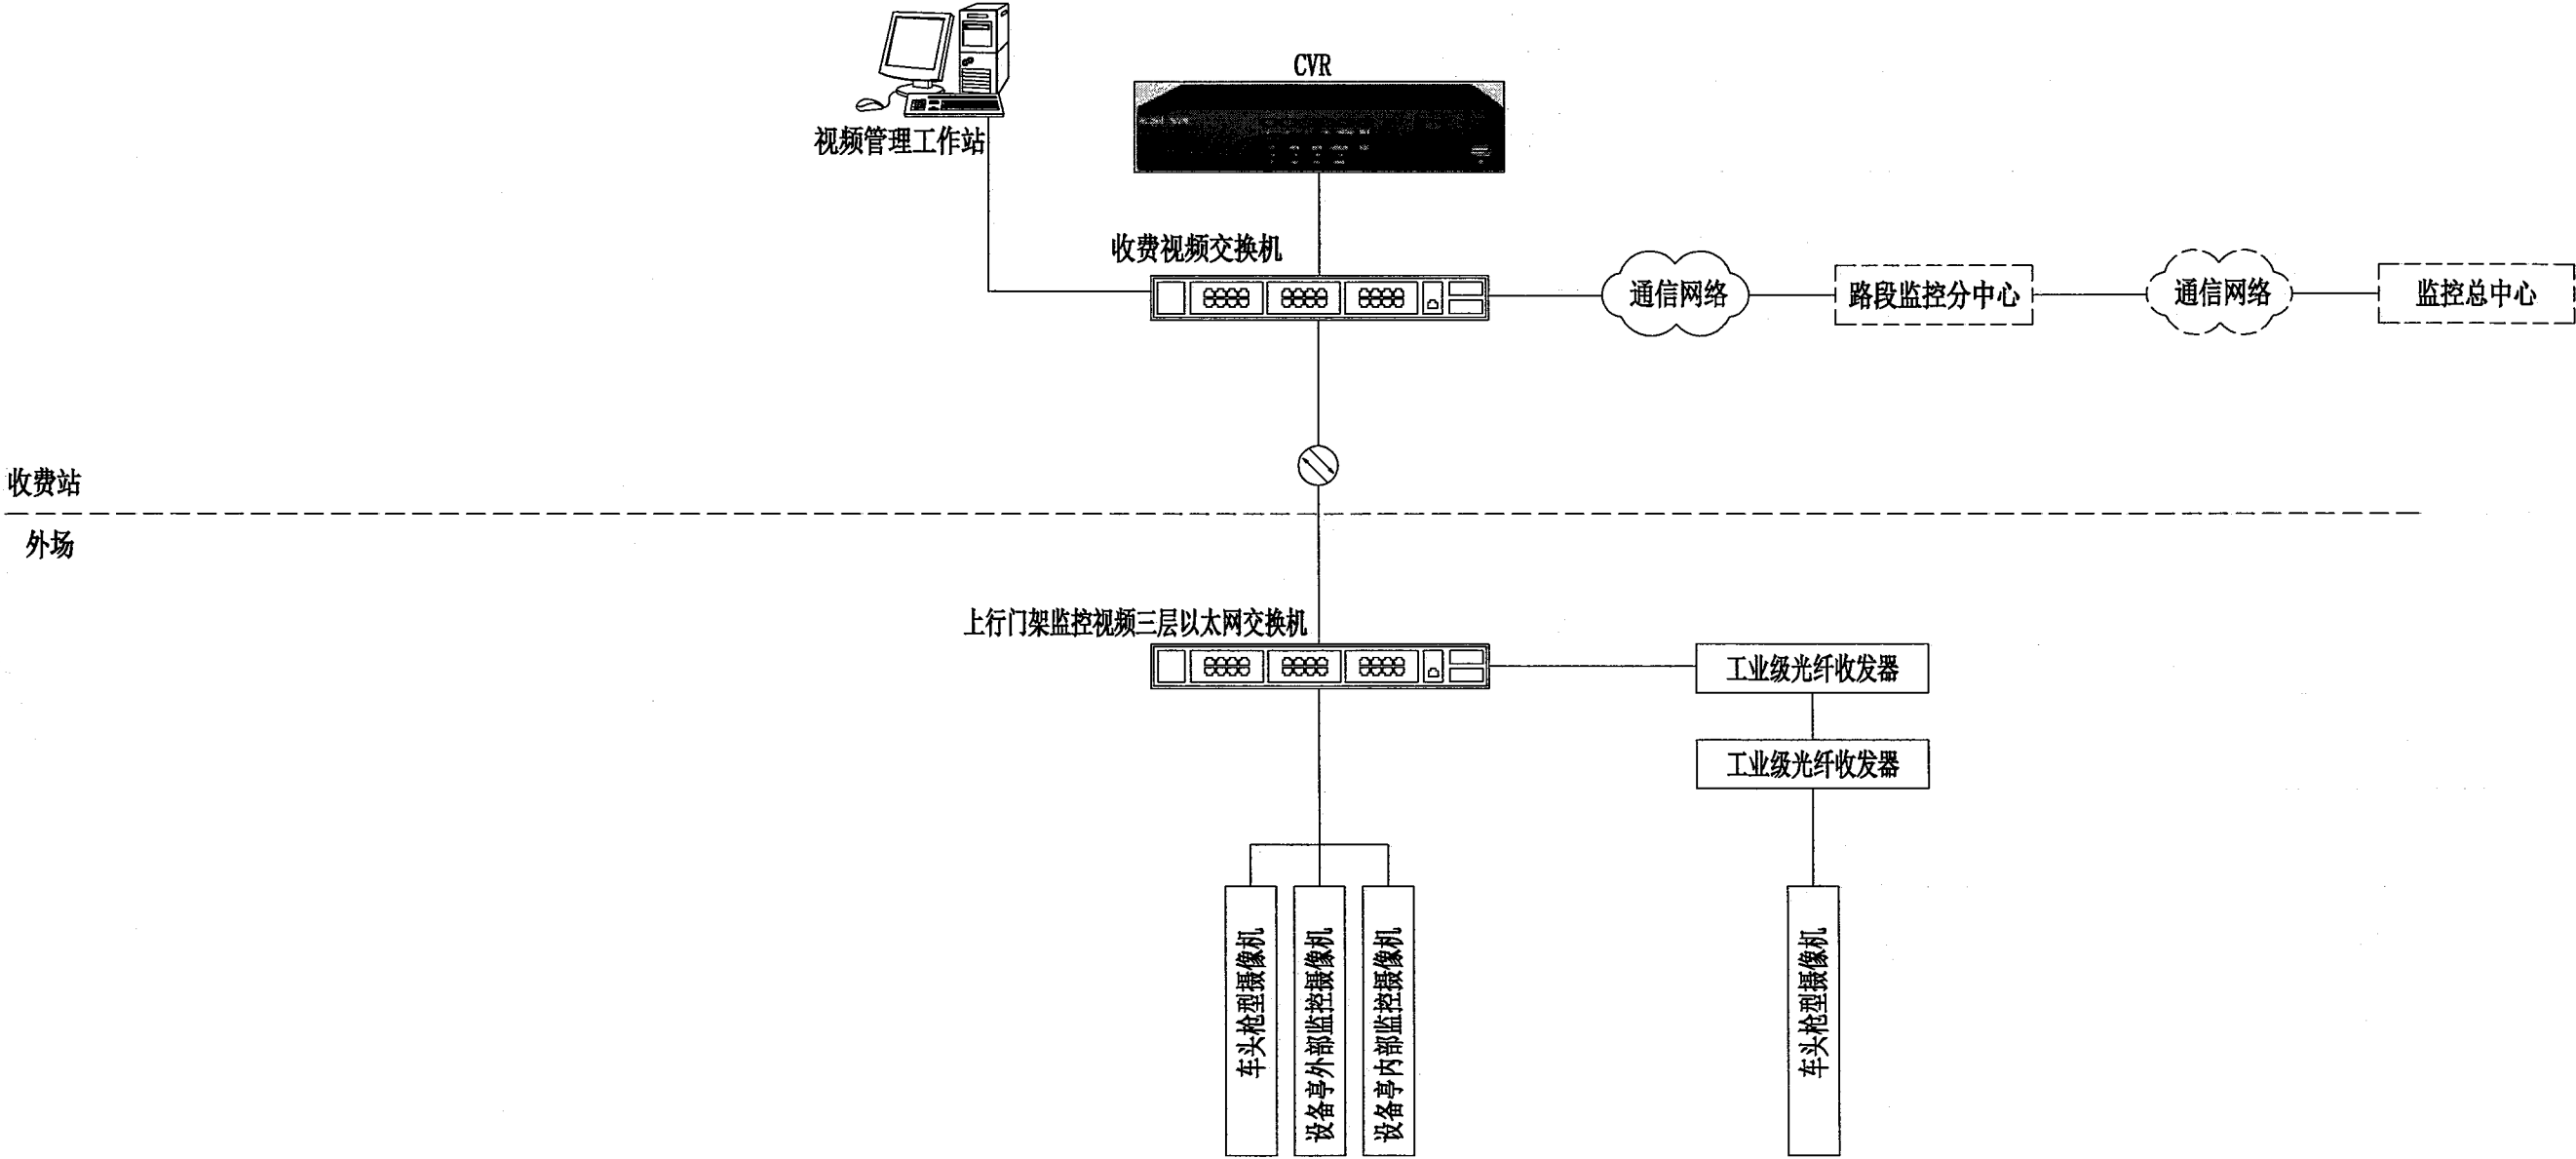 CVR
视频管理工作站
收费视频交换机
通信网络
路段监控分中心
通信网络
监控总中心
收费站
外场
上行门架监控视频三层以太网交换机
工业级光纤收发器
工业级光纤收发器
车头枪型摄像机
设备亭外部监控摄像机
设备亭内部监控摄像机
车头枪型摄像机